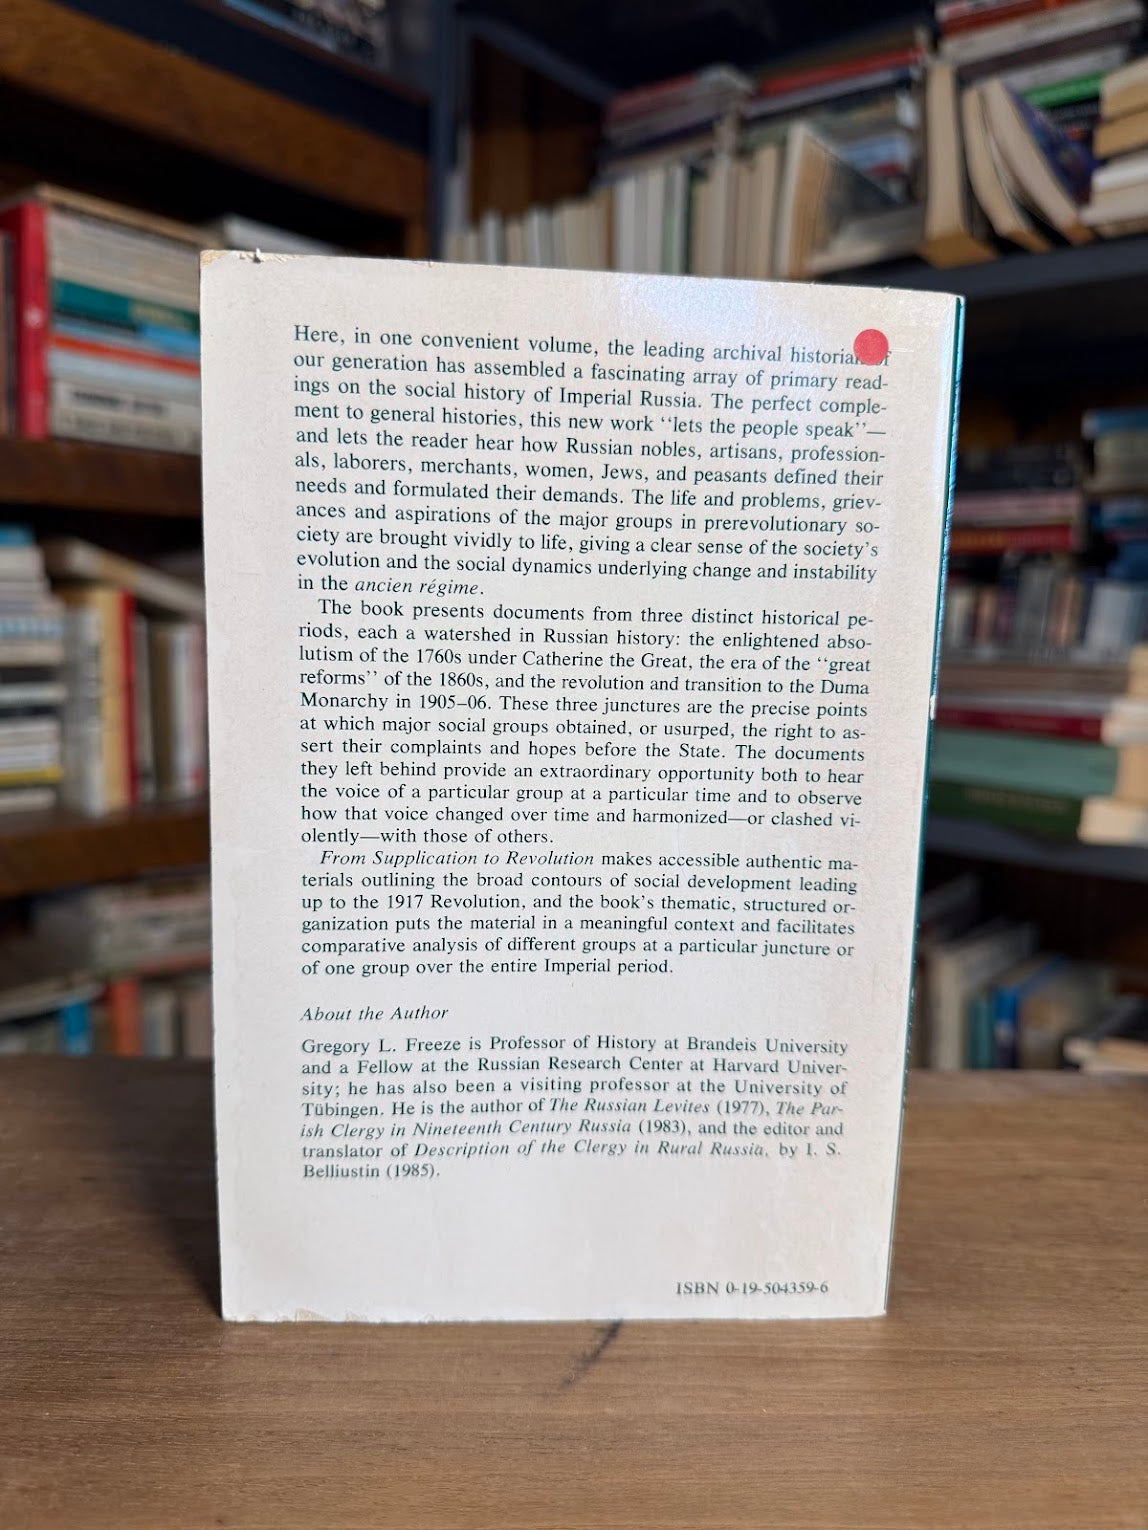 Here, in one convenient volume, the leading archival historian of
our generation has assembled a fascinating array of primary read-
ings on the social history of Imperial Russia. The perfect comple-
ment to general histories, this new work ‘‘lets the people speak’’—
and lets the reader hear how Russian nobles, artisans, profession-
als, laborers, merchants, women, Jews, and peasants defined their
needs and formulated their demands. The life and problems, griev-
ances and aspirations of the major groups in prerevolutionary so-
ciety are brought vividly to life, giving a clear sense of the society’s
evolution and the social dynamics underlying change and instability
in the ancien régime.
The book presents documents from three distinct historical pe-
riods, each a watershed in Russian history: the enlightened abso-
lutism of the 1760s under Catherine the Great, the era of the ‘‘great
reforms’’ of the 1860s, and the revolution and transition to the Duma
Monarchy in 1905–06. These three junctures are the precise points
at which major social groups obtained, or usurped, the right to as-
sert their complaints and hopes before the State. The documents
they left behind provide an extraordinary opportunity both to hear
the voice of a particular group at a particular time and to observe
how that voice changed over time and harmonized—or clashed vi-
olently—with those of others.
From Supplication to Revolution makes accessible authentic ma-
terials outlining the broad contours of social development leading
up to the 1917 Revolution, and the book’s thematic, structured or-
ganization puts the material in a meaningful context and facilitates
comparative analysis of different groups at a particular juncture or
of one group over the entire Imperial period.
About the Author
Gregory L. Freeze is Professor of History at Brandeis University
and a Fellow at the Russian Research Center at Harvard Univer-
sity; he has also been a visiting professor at the University of
Tübingen. He is the author of The Russian Levites (1977), The Par-
ish Clergy in Nineteenth Century Russia (1983), and the editor and
translator of Description of the Clergy in Rural Russia, by I. S.
Belliustin (1985).
ISBN 0-19-504359-6